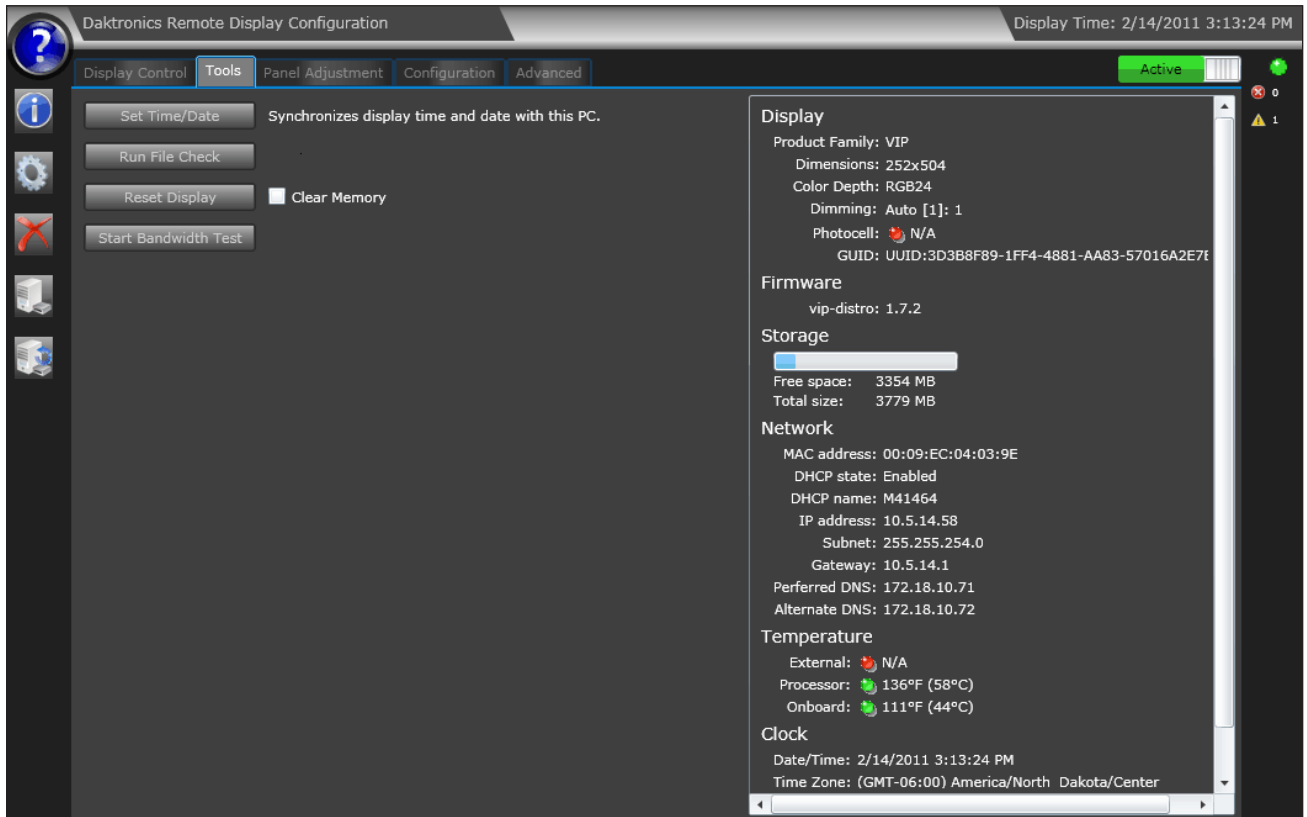 Daktronics Remote Display Configuration
Display Time: 2/14/2011 3:13:24 PM
Display Control Tools Panel Adjustment Configuration Advanced
Active
0
1
Set Time/Date Synchronizes display time and date with this PC.
Run File Check
Reset Display Clear Memory
Start Bandwidth Test
Display
Product Family: VIP
Dimensions: 252x504
Color Depth: RGB24
Dimming: Auto [1]: 1
Photocell: N/A
GUID: UUID:3D3B8F89-1FF4-4881-AA83-57016A2E7E
Firmware
vip-distro: 1.7.2
Storage
Free space: 3354 MB
Total size: 3779 MB
Network
MAC address: 00:09:EC:04:03:9E
DHCP state: Enabled
DHCP name: M41464
IP address: 10.5.14.58
Subnet: 255.255.254.0
Gateway: 10.5.14.1
Perferred DNS: 172.18.10.71
Alternate DNS: 172.18.10.72
Temperature
External: N/A
Processor: 136°F (58°C)
Onboard: 111°F (44°C)
Clock
Date/Time: 2/14/2011 3:13:24 PM
Time Zone: (GMT-06:00) America/North_Dakota/Center